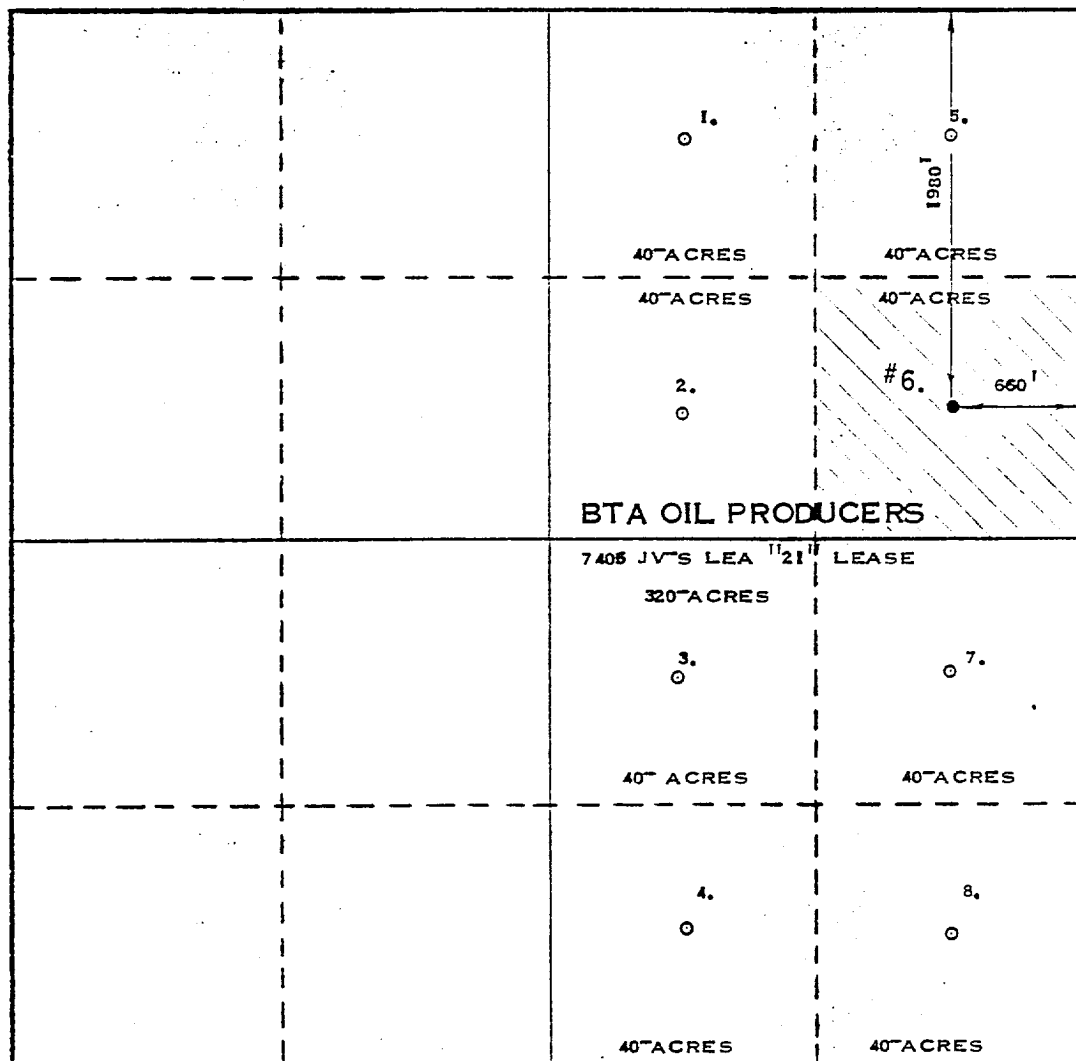 1.
5.
1980'
40 ACRES
40 ACRES
40 ACRES
40 ACRES
#6.
660'
2.
BTA OIL PRODUCERS
7405 JV-S LEA "21" LEASE
320 ACRES
3.
7.
40 ACRES
40 ACRES
4.
8.
40 ACRES
40 ACRES